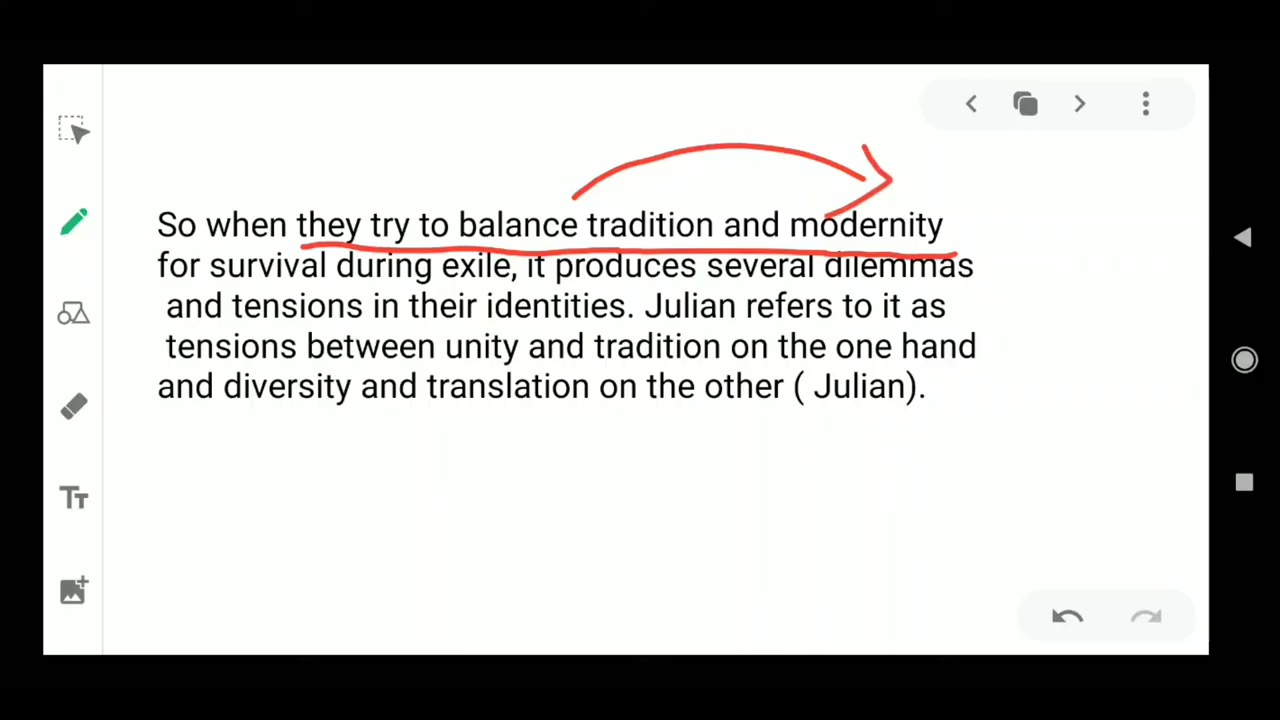 So when they try to balance tradition and modernity
for survival during exile, it produces several dilemmas
and tensions in their identities. Julian refers to it as
tensions between unity and tradition on the one hand
and diversity and translation on the other ( Julian).
TT